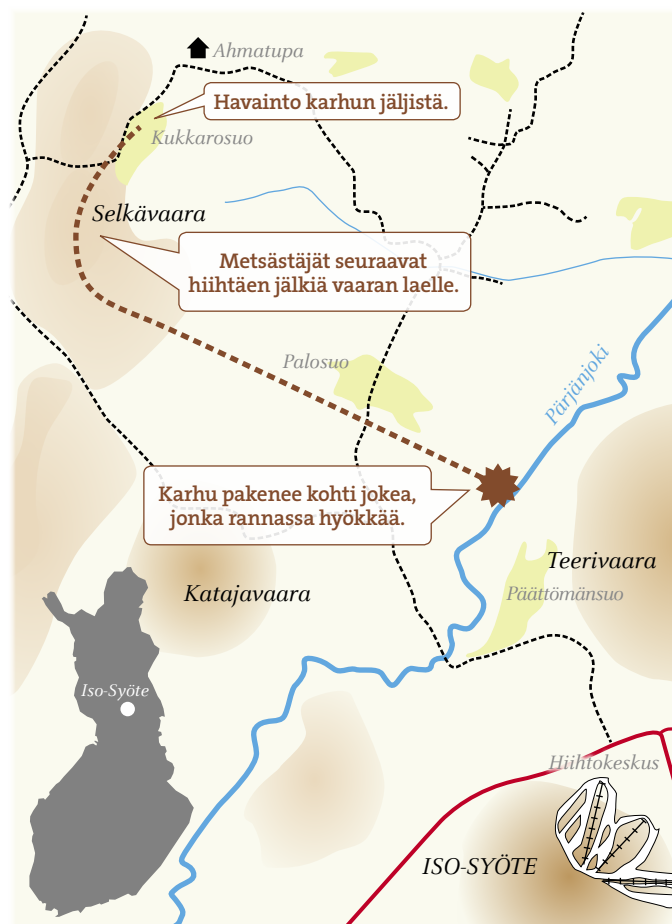 Ahmatupa
Havainto karhun jäljistä.
Kukkarosuo
Selkävaara
Metsästäjät seuraavat
hiihtäen jälkiä vaaran laelle.
Palosuo
Pärjänjoki
Karhu pakenee kohti jokea,
jonka rannassa hyökkää.
Teerivaara
Katajavaara
Päättömänsuo
Iso-Syöte
Hiihtokeskus
ISO-SYÖTE